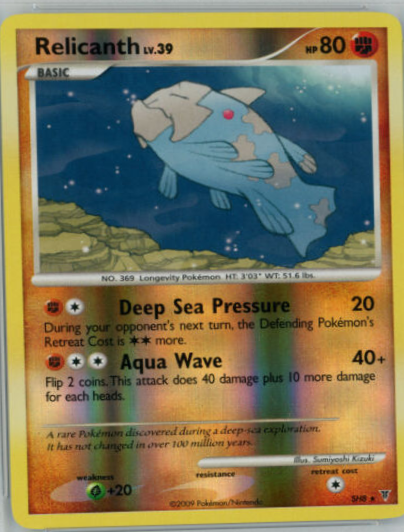 Relicanth LV.39 HP 80
BASIC
NO. 369 Longevity Pokémon HT: 3'03" WT: 51.6 lbs.
Deep Sea Pressure 20
During your opponent's next turn, the Defending Pokémon's
Retreat Cost is ✶✶ more.
Aqua Wave 40+
Flip 2 coins. This attack does 40 damage plus 10 more damage
for each heads.
A rare Pokémon discovered during a deep-sea exploration.
It has not changed in over 100 million years.
Illus. Sumiyoshi Kizuki
weakness resistance retreat cost
+20
©2009 Pokémon/Nintendo SH8 ★